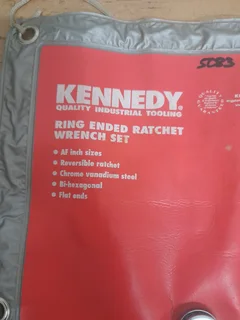 SCB3
KENNEDY®
QUALITY INDUSTRIAL TOOLING
RING ENDED RATCHET
WRENCH SET
• AF inch sizes
• Reversible ratchet
• Chrome vanadium steel
• Bi-hexagonal
• Flat ends